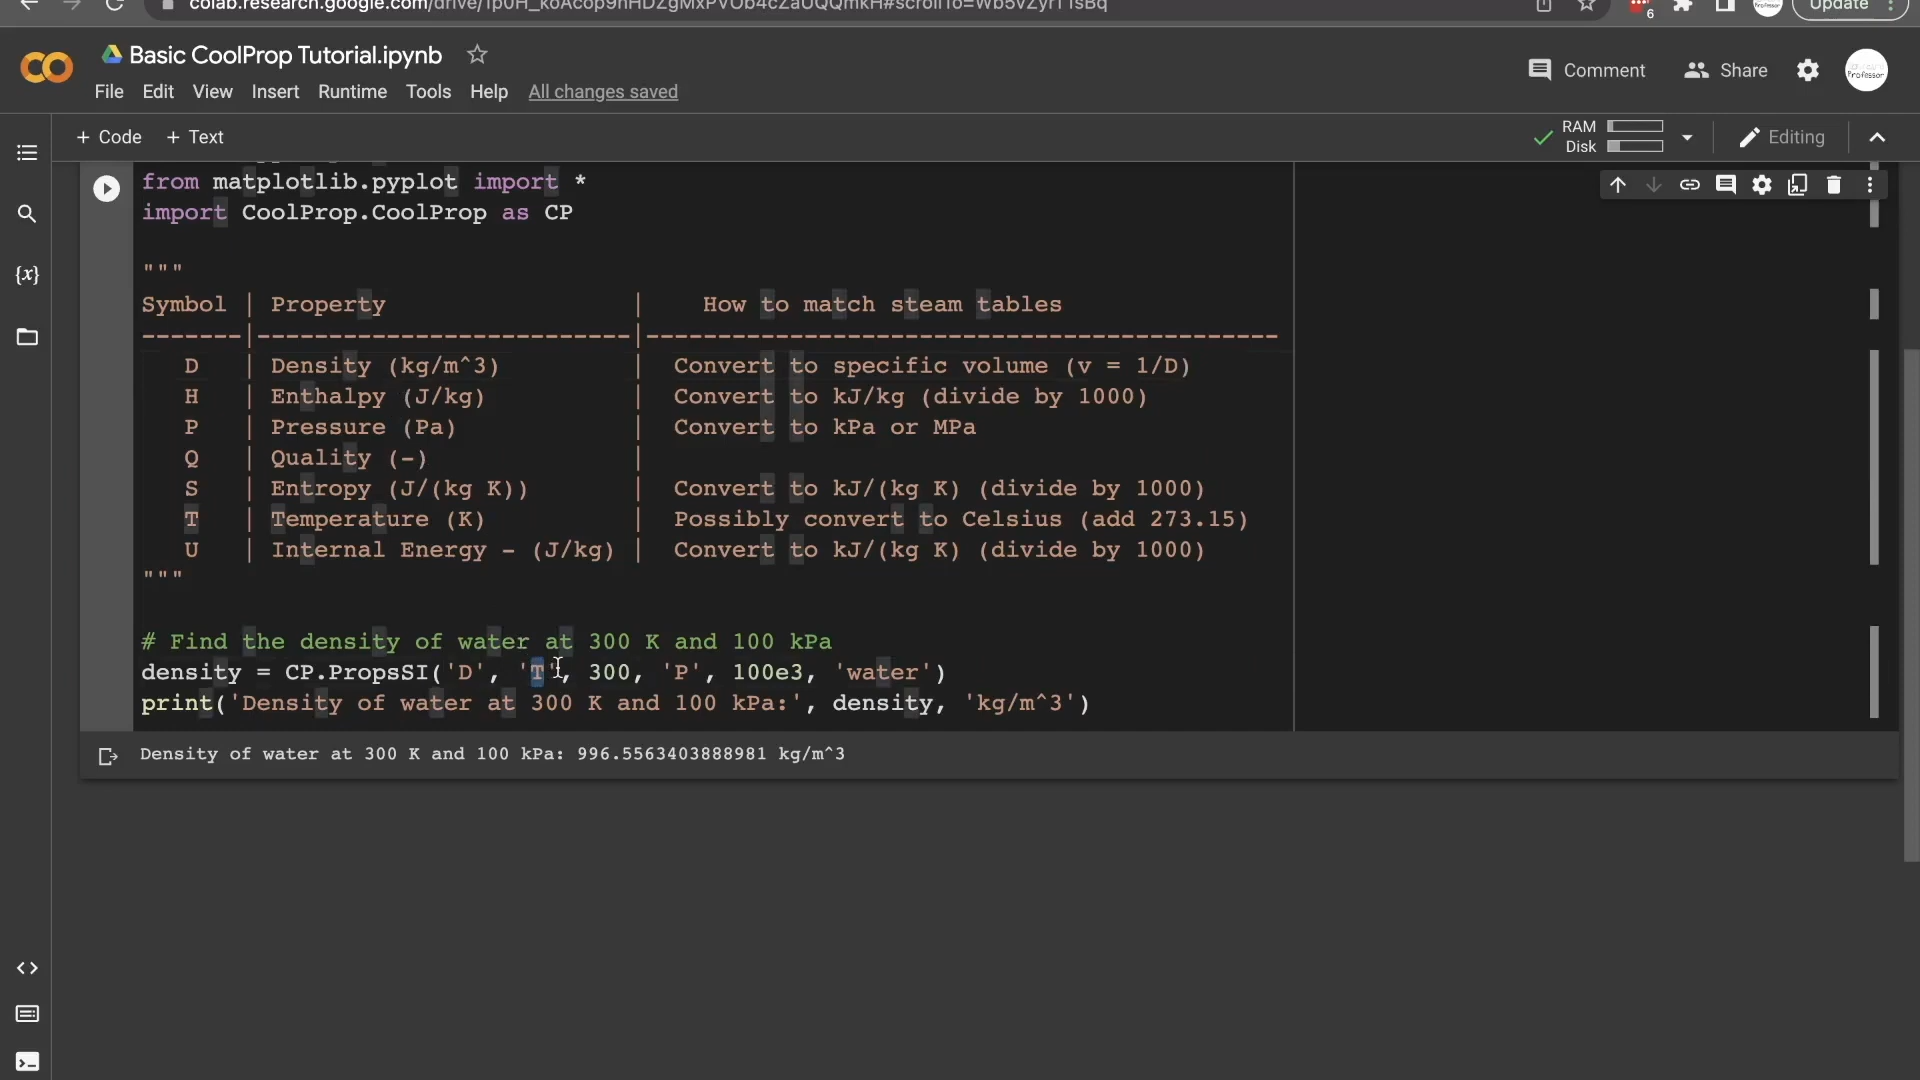 Update
6
Basic CoolProp Tutorial.ipynb
File Edit View Insert Runtime Tools Help All changes saved
Comment Share
Professor
+ Code + Text
RAM
Disk
Editing
{x}
from matplotlib.pyplot import *
import CoolProp.CoolProp as CP
"""
Symbol | Property | How to match steam tables
-------|--------------------------|--------------------------------------------
D | Density (kg/m^3) | Convert to specific volume (v = 1/D)
H | Enthalpy (J/kg) | Convert to kJ/kg (divide by 1000)
P | Pressure (Pa) | Convert to kPa or MPa
Q | Quality (-) |
S | Entropy (J/(kg K)) | Convert to kJ/(kg K) (divide by 1000)
T | Temperature (K) | Possibly convert to Celsius (add 273.15)
U | Internal Energy - (J/kg) | Convert to kJ/(kg K) (divide by 1000)
"""
# Find the density of water at 300 K and 100 kPa
density = CP.PropsSI('D', 'T', 300, 'P', 100e3, 'water')
print('Density of water at 300 K and 100 kPa:', density, 'kg/m^3')
Density of water at 300 K and 100 kPa: 996.5563403888981 kg/m^3